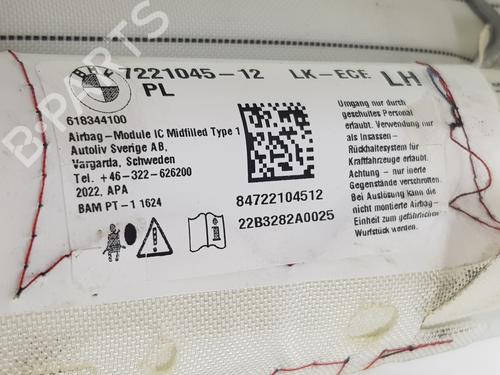 BMW
7221045-12 LK-ECE LH
PL
618344100
Airbag-Module IC Midfilled Type 1
Autoliv Sverige AB,
Vargarda, Schweden
Tel. +46-322-626200
2022, APA
BAM PT-1 1624
84722104512
22B3282A0025
Umgang nur durch
geschultes Personal
erlaubt. Verwendung
nur als Insassen-
Rückhaltesystem für
Kraftfahrzeuge erlaubt.
Achtung - nur inerte
Gegenstände verschrotten.
Bei Auslösung kann die
nicht montierte Airbag-
Einheit zum gefährlichen
Wurfstück werden.
B-PARTS